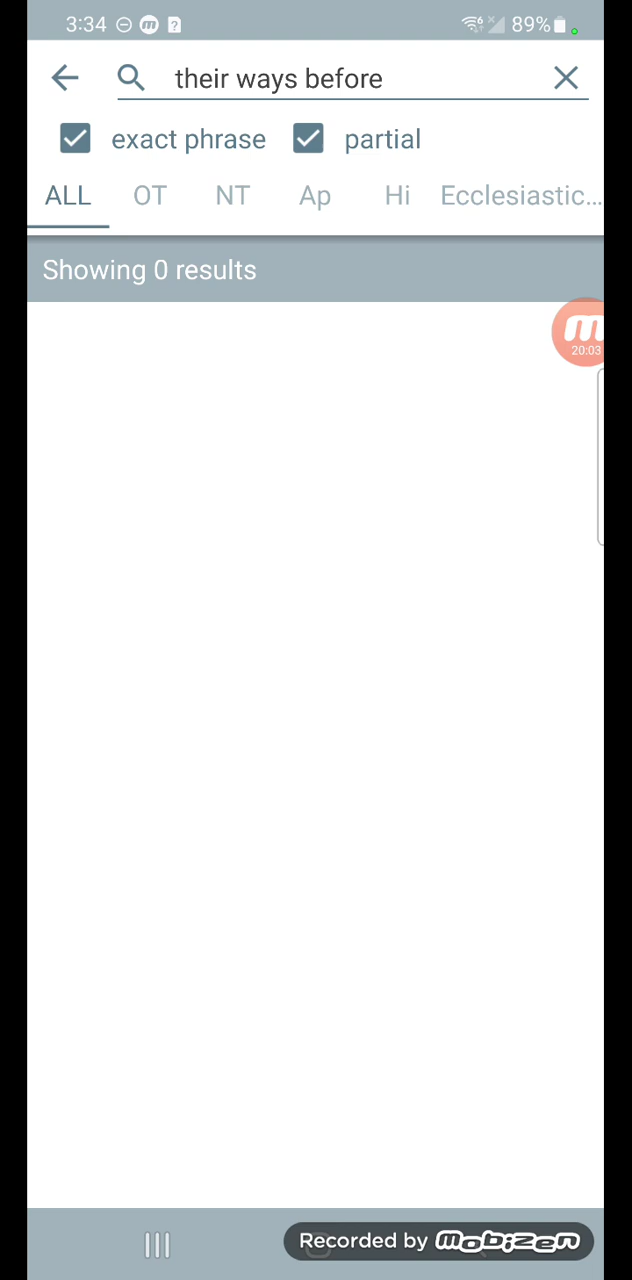 3:34 m ? 6 89%
their ways before
exact phrase partial
ALL OT NT Ap Hi Ecclesiastic...
Showing 0 results
m
20:03
Recorded by mobizen